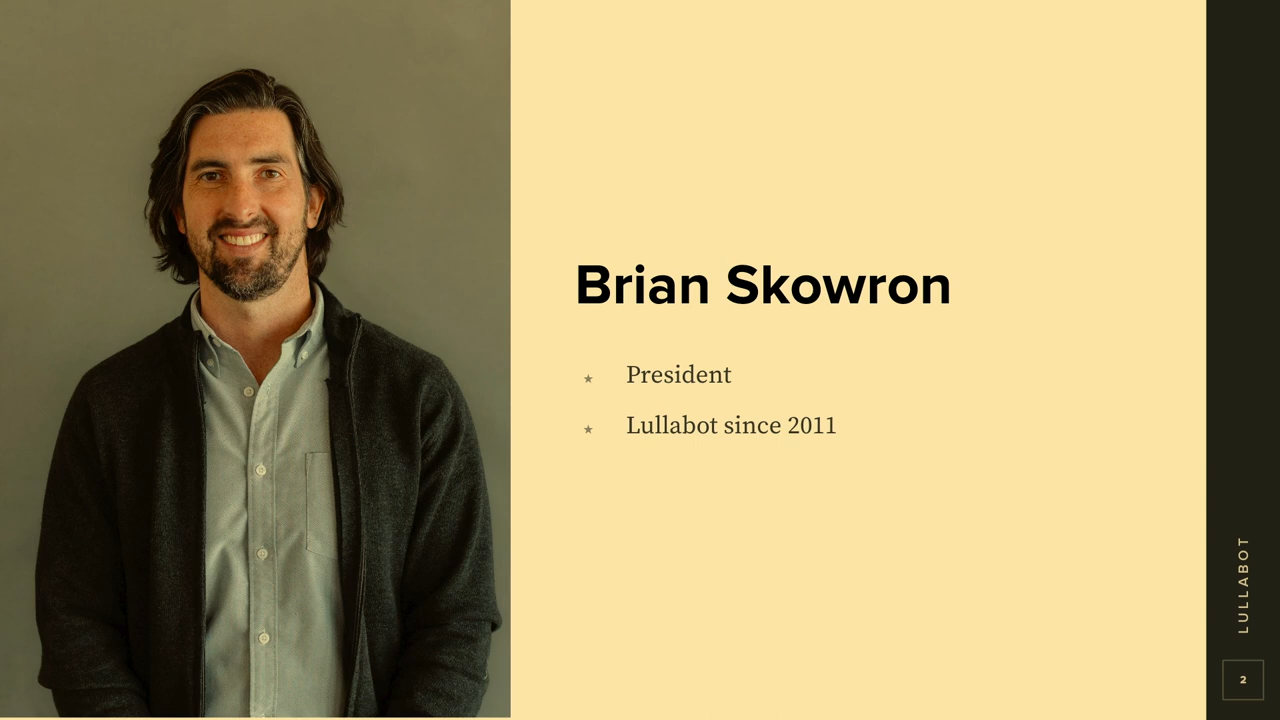 Brian Skowron
★ President
★ Lullabot since 2011
LULLABOT
2